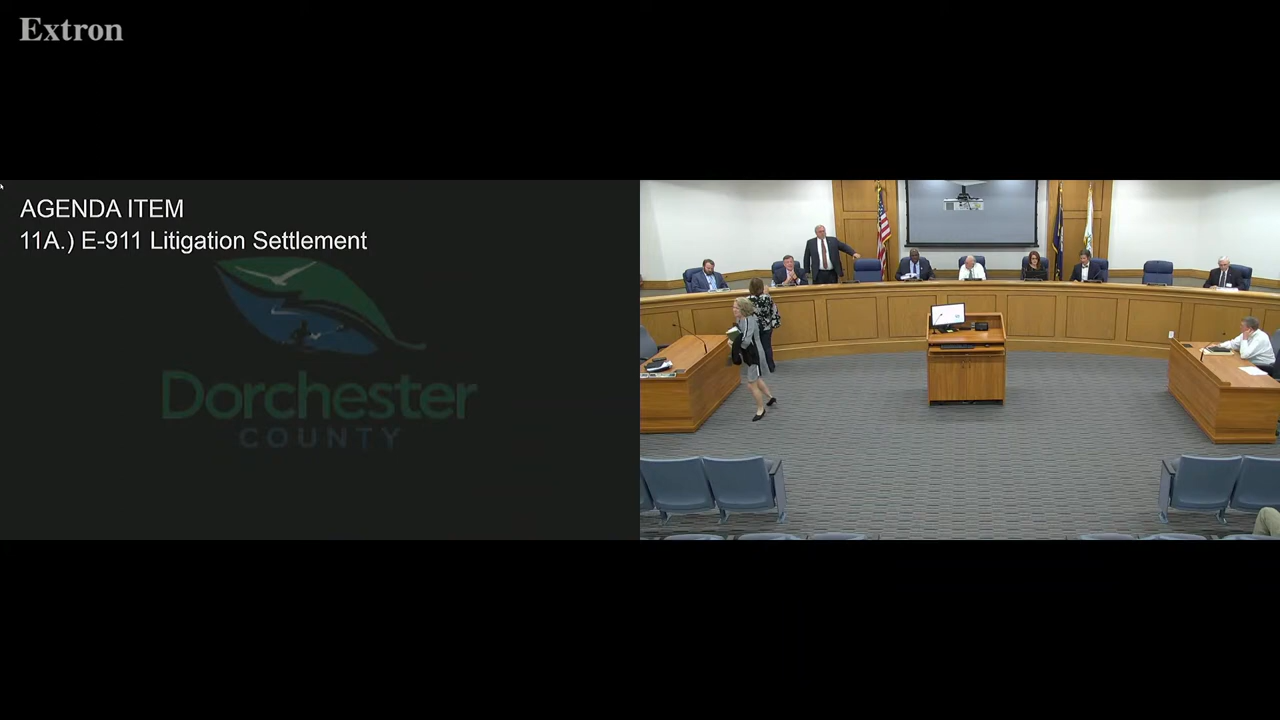 Extron
AGENDA ITEM
11A.) E-911 Litigation Settlement
Dorchester
COUNTY